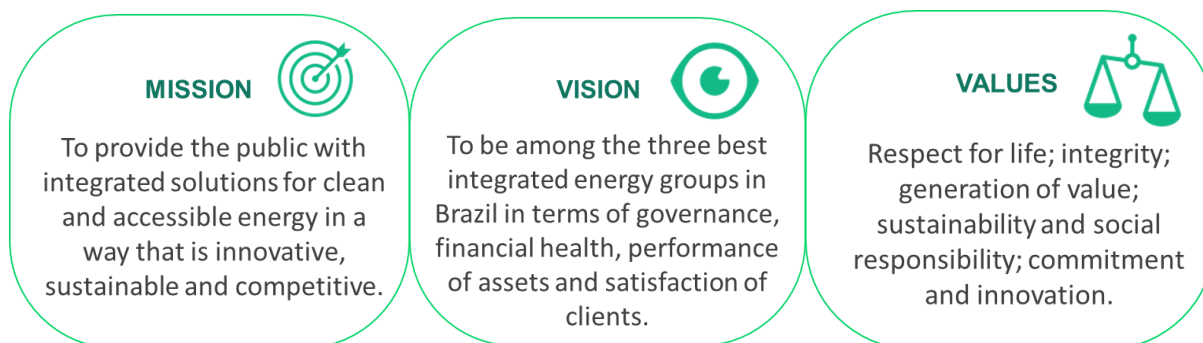 MISSION
To provide the public with
integrated solutions for clean
and accessible energy in a
way that is innovative,
sustainable and competitive.
VISION
To be among the three best
integrated energy groups in
Brazil in terms of governance,
financial health, performance
of assets and satisfaction of
clients.
VALUES
Respect for life; integrity;
generation of value;
sustainability and social
responsibility; commitment
and innovation.